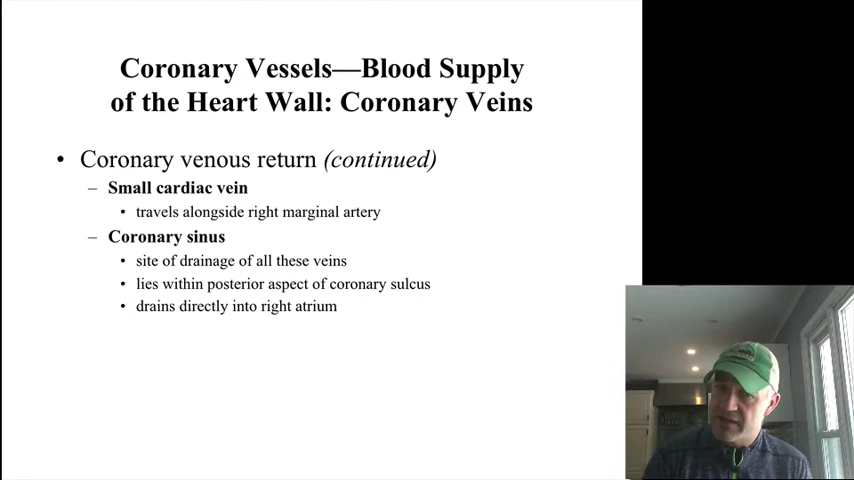 Coronary Vessels—Blood Supply
of the Heart Wall: Coronary Veins
• Coronary venous return (continued)
– Small cardiac vein
• travels alongside right marginal artery
– Coronary sinus
• site of drainage of all these veins
• lies within posterior aspect of coronary sulcus
• drains directly into right atrium